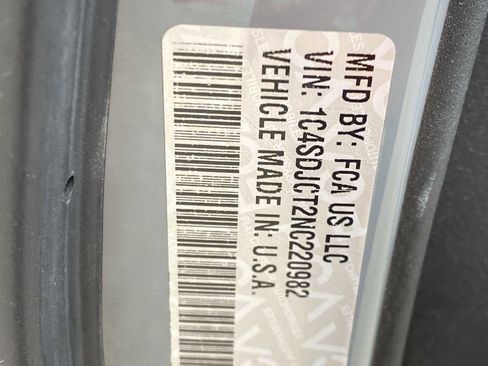 MFD BY: FCA US LLC
VIN: 1C4SDJCT2NC220982
VEHICLE MADE IN: U.S.A.